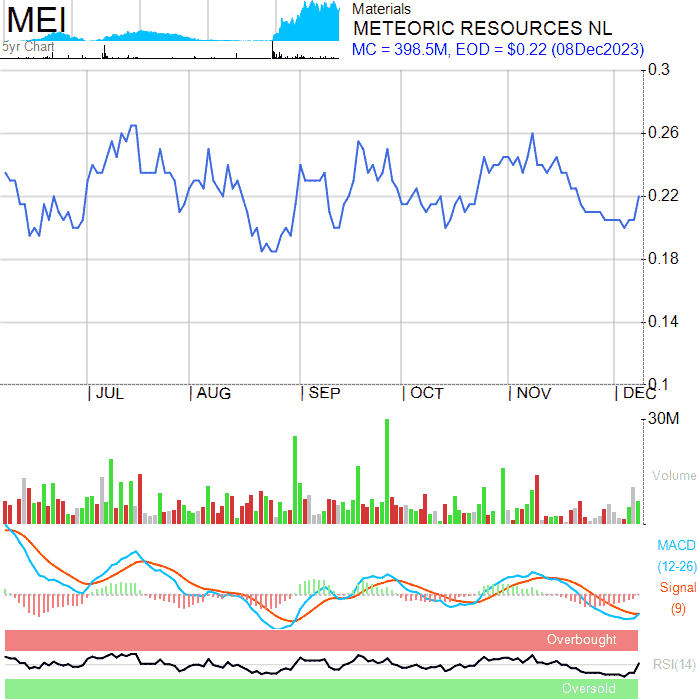 MEI
5yr Chart
Materials
METEORIC RESOURCES NL
MC = 398.5M, EOD = $0.22 (08Dec2023)
0.3
0.26
0.22
0.18
0.14
0.1
JUL AUG SEP OCT NOV DEC
30M
Volume
MACD
(12-26)
Signal
(9)
Overbought
RSI(14)
Oversold